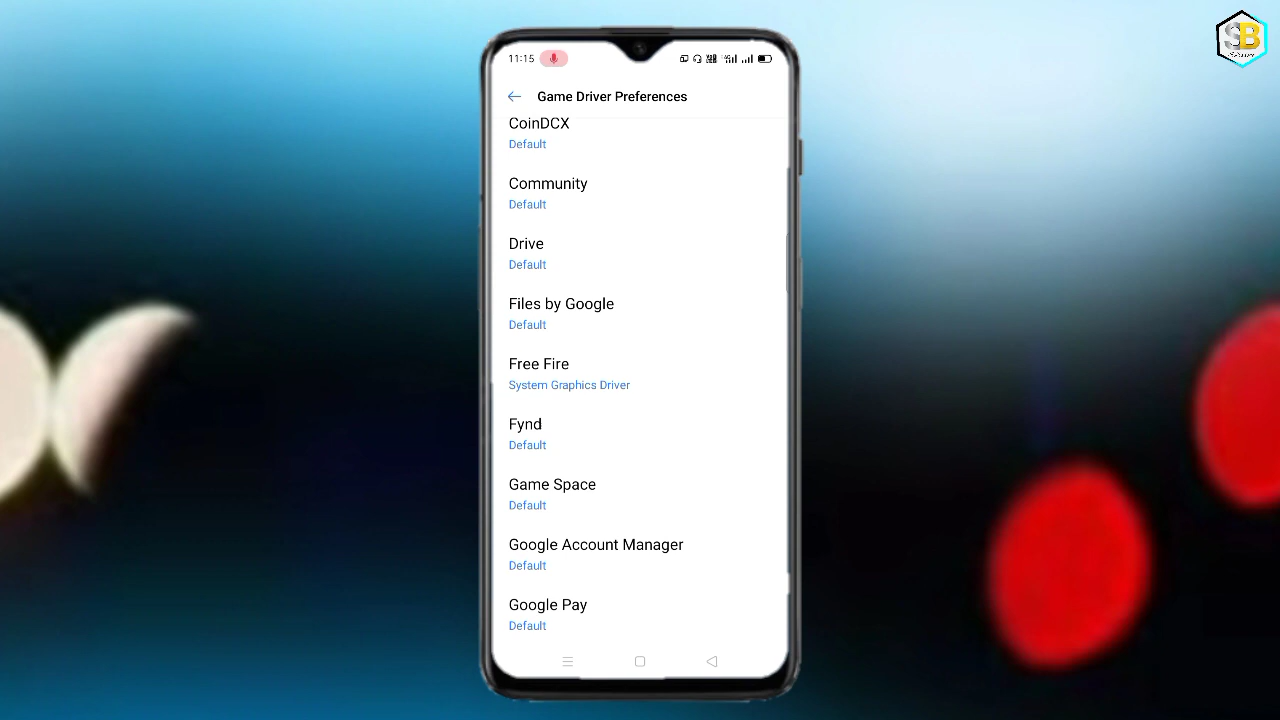 SB
11:15
Game Driver Preferences
CoinDCX
Default
Community
Default
Drive
Default
Files by Google
Default
Free Fire
System Graphics Driver
Fynd
Default
Game Space
Default
Google Account Manager
Default
Google Pay
Default